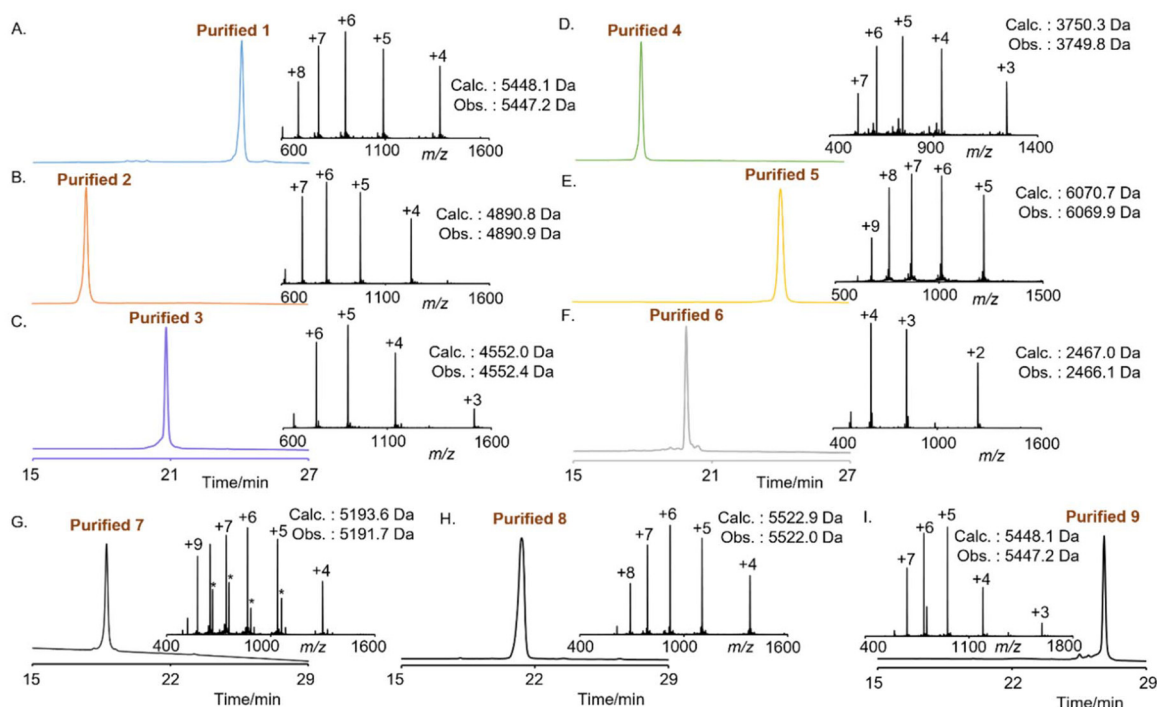 A.
Purified 1
+8
+7
+6
+5
+4
Calc. : 5448.1 Da
Obs. : 5447.2 Da
600
1100
1600
m/z
B.
Purified 2
+7
+6
+5
+4
Calc. : 4890.8 Da
Obs. : 4890.9 Da
600
1100
1600
m/z
C.
Purified 3
+6
+5
+4
+3
Calc. : 4552.0 Da
Obs. : 4552.4 Da
600
1100
1600
m/z
15
21
27
Time/min
D.
Purified 4
+7
+6
+5
+4
+3
Calc. : 3750.3 Da
Obs. : 3749.8 Da
400
900
1400
m/z
E.
Purified 5
+9
+8
+7
+6
+5
Calc. : 6070.7 Da
Obs. : 6069.9 Da
500
1000
1500
m/z
F.
Purified 6
+4
+3
+2
Calc. : 2467.0 Da
Obs. : 2466.1 Da
400
1000
1600
m/z
15
21
27
Time/min
G.
Purified 7
+9
+7
+6
+5
+4
*
*
*
*
Calc. : 5193.6 Da
Obs. : 5191.7 Da
400
1000
1600
m/z
15
22
29
Time/min
H.
Purified 8
+8
+7
+6
+5
+4
Calc. : 5522.9 Da
Obs. : 5522.0 Da
400
1000
1600
m/z
15
22
29
Time/min
I.
Purified 9
+7
+6
+5
+4
+3
Calc. : 5448.1 Da
Obs. : 5447.2 Da
400
1100
m/z
1800
15
22
29
Time/min